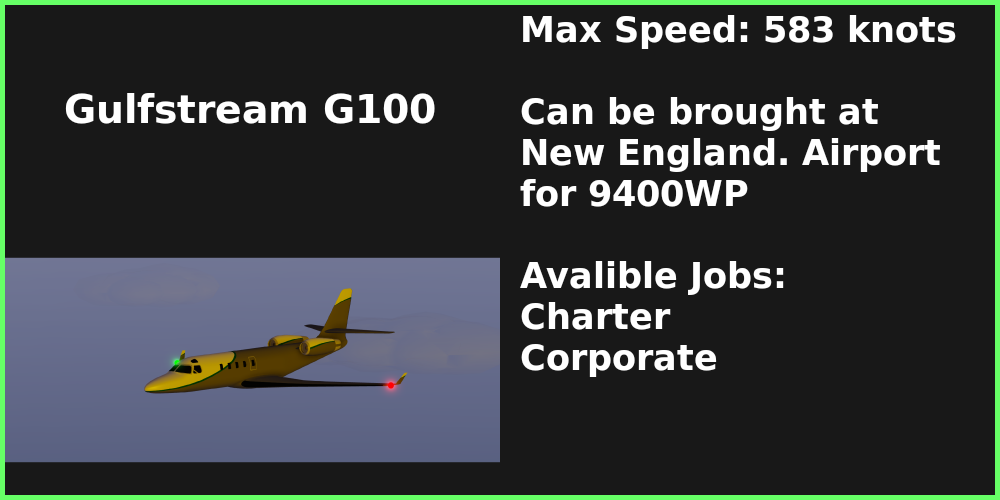 Gulfstream G100
Max Speed: 583 knots
Can be brought at
New England. Airport
for 9400WP
Avalible Jobs:
Charter
Corporate